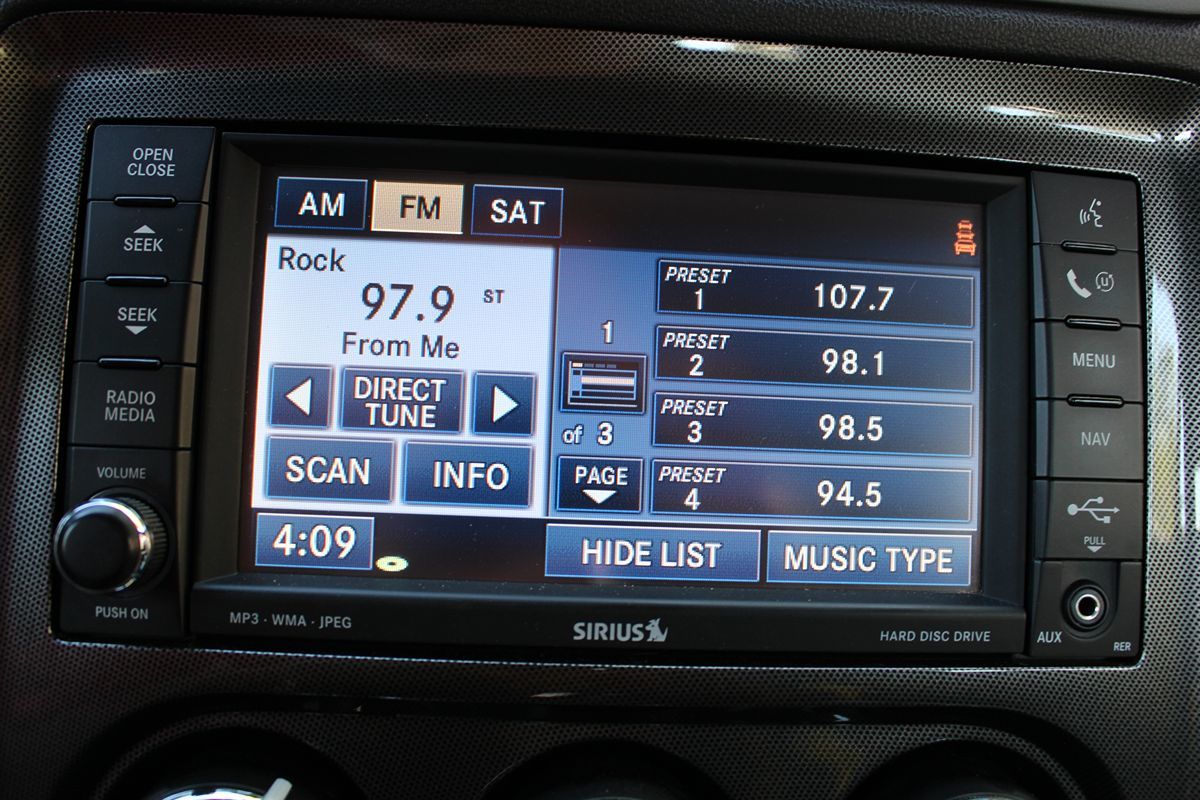 OPEN
CLOSE
SEEK
SEEK
RADIO
MEDIA
VOLUME
PUSH ON
AM FM SAT
Rock
97.9 ST
From Me
DIRECT
TUNE
SCAN INFO
4:09
1
of 3
PAGE
PRESET
1 107.7
PRESET
2 98.1
PRESET
3 98.5
PRESET
4 94.5
HIDE LIST MUSIC TYPE
MP3 · WMA · JPEG
SIRIUS
HARD DISC DRIVE
U
MENU
NAV
PULL
AUX
RER